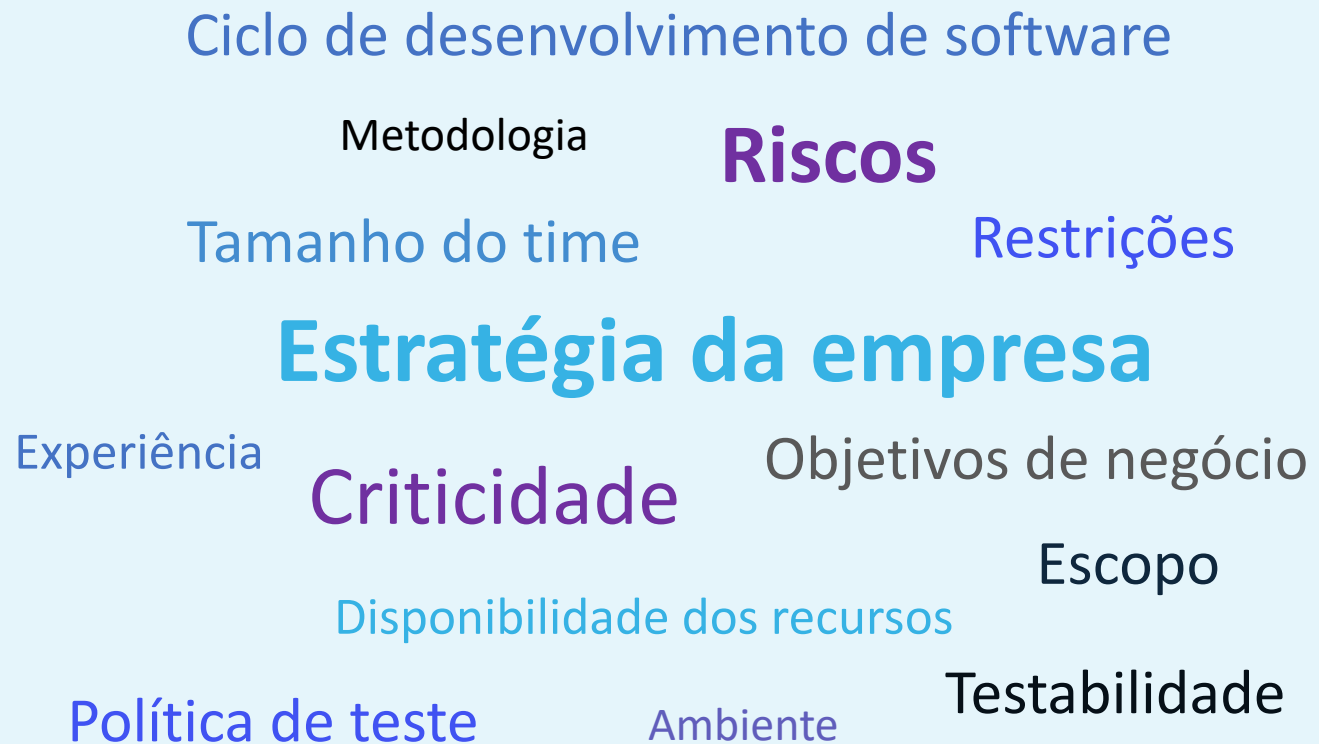 Ciclo de desenvolvimento de software
Metodologia
Riscos
Tamanho do time
Restrições
Estratégia da empresa
Experiência
Objetivos de negócio
Criticidade
Escopo
Disponibilidade dos recursos
Testabilidade
Política de teste
Ambiente